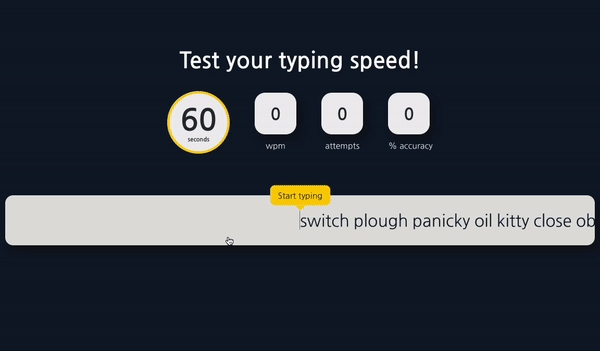 Test your typing speed!
60
seconds
0
wpm
0
attempts
0
% accuracy
Start typing
switch plough panicky oil kitty close ob